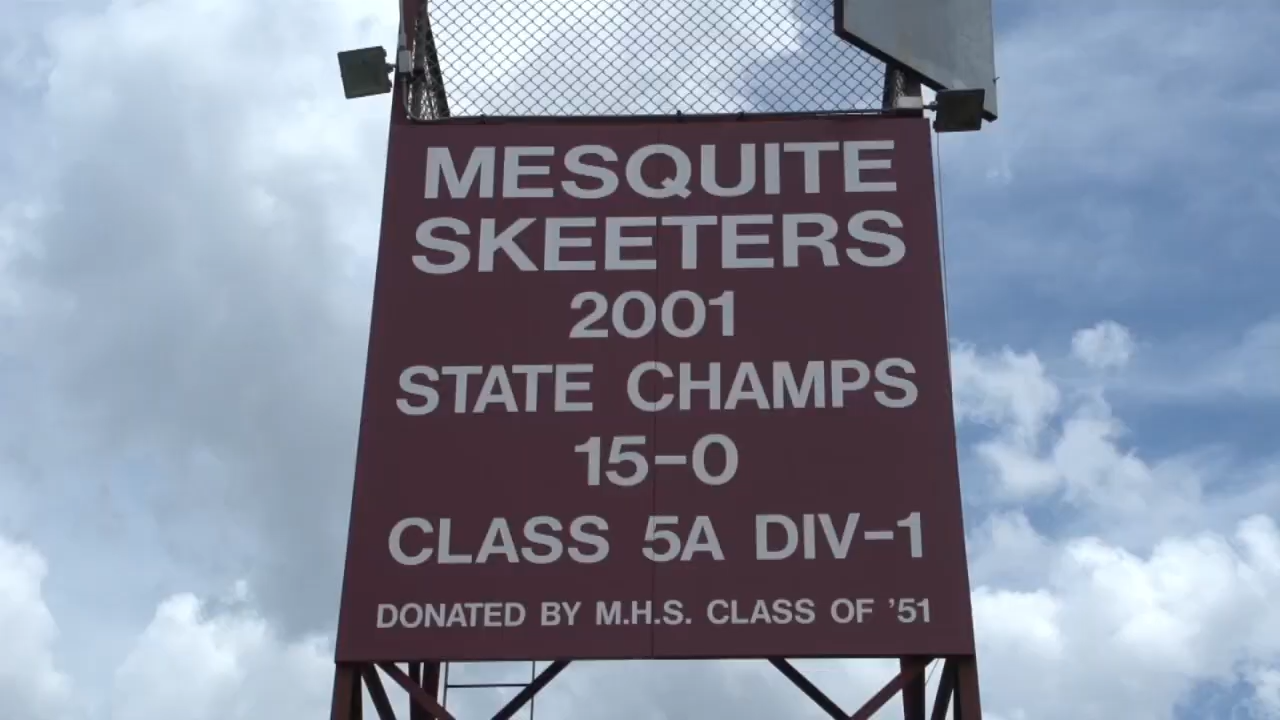 MESQUITE
SKEETERS
2001
STATE CHAMPS
15-0
CLASS 5A DIV-1
DONATED BY M.H.S. CLASS OF '51